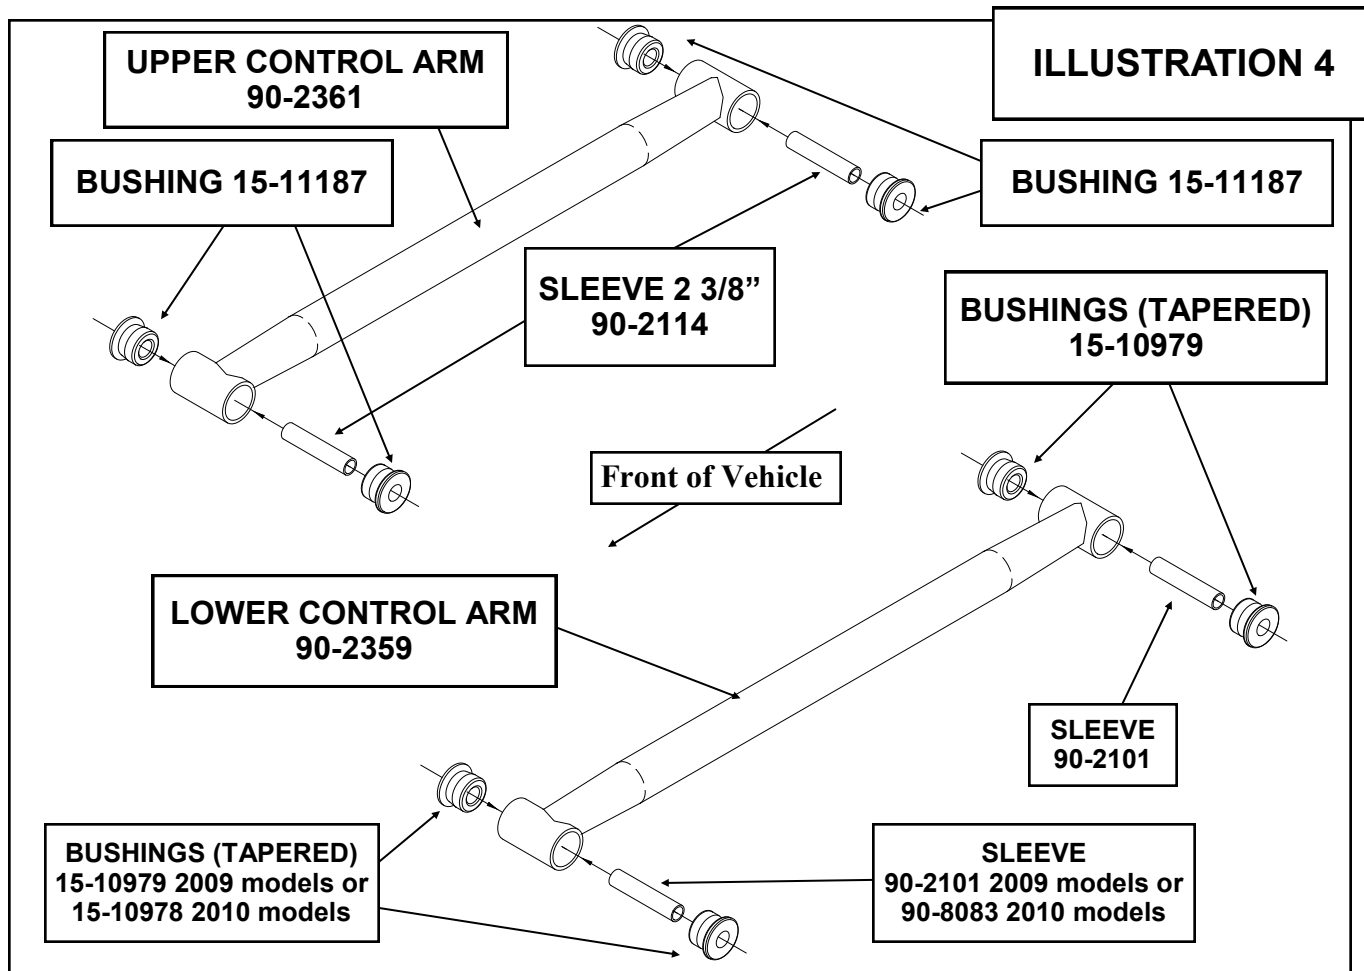 ILLUSTRATION 4
UPPER CONTROL ARM
90-2361
BUSHING 15-11187
BUSHING 15-11187
SLEEVE 2 3/8”
90-2114
BUSHINGS (TAPERED)
15-10979
Front of Vehicle
LOWER CONTROL ARM
90-2359
SLEEVE
90-2101
BUSHINGS (TAPERED)
15-10979 2009 models or
15-10978 2010 models
SLEEVE
90-2101 2009 models or
90-8083 2010 models